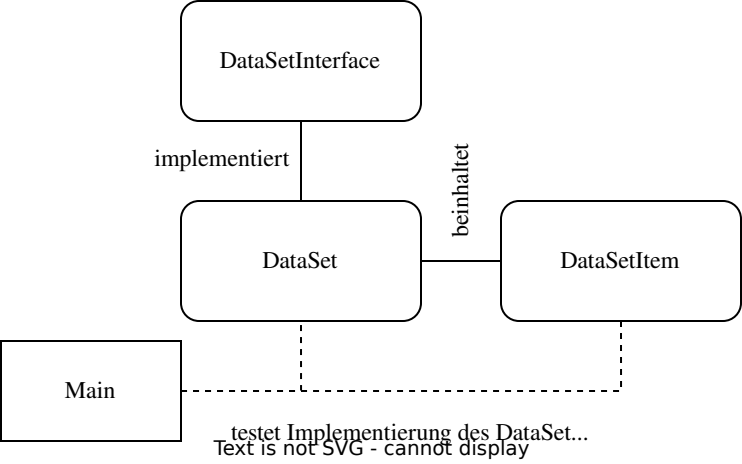 DataSetInterface
implementiert
beinhaltet
DataSet
DataSetItem
Main
testet Implementierung des DataSet...
Text is not SVG - cannot display